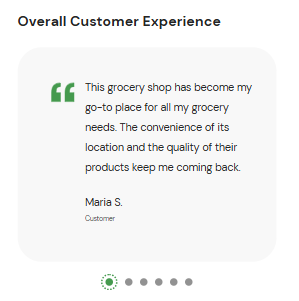 Overall Customer Experience
“ This grocery shop has become my
go-to place for all my grocery
needs. The convenience of its
location and the quality of their
products keep me coming back.
Maria S.
Customer